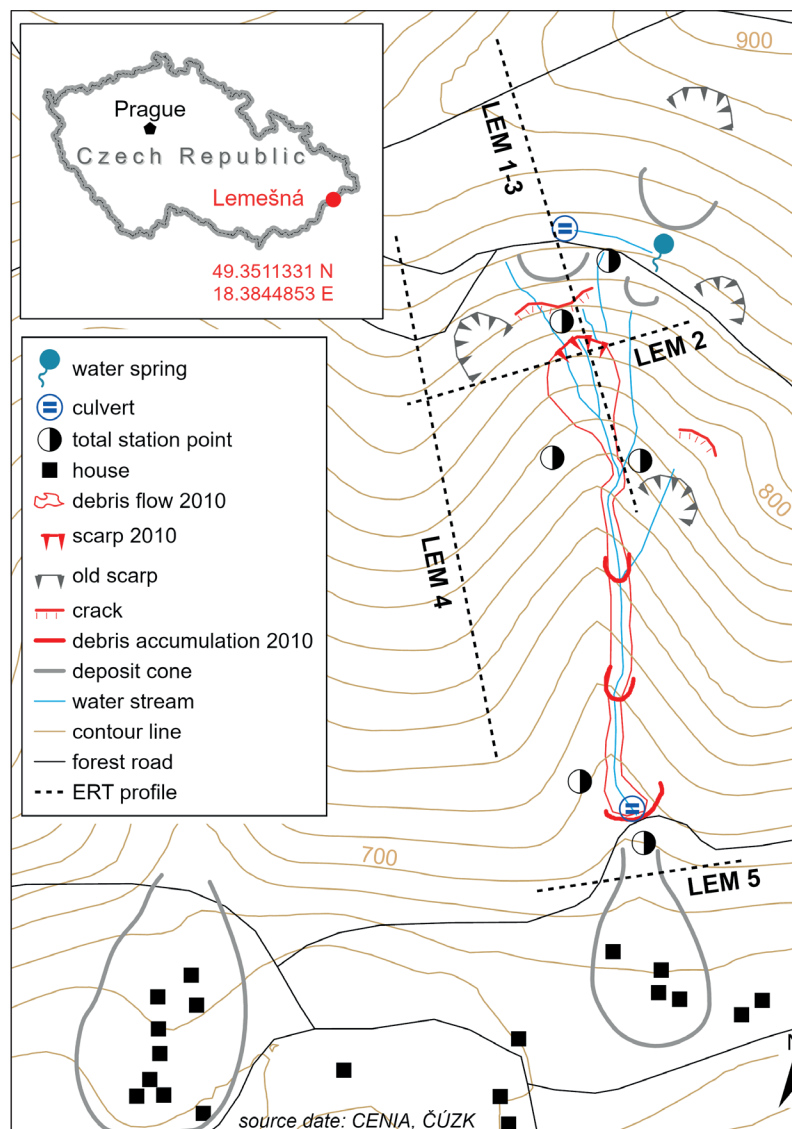 Prague
Czech Republic
Lemešná
49.3511331 N
18.3844853 E
900
LEM 1-3
LEM 2
800
LEM 4
water spring
culvert
total station point
house
debris flow 2010
scarp 2010
old scarp
crack
debris accumulation 2010
deposit cone
water stream
contour line
forest road
ERT profile
700
LEM 5
N
source date: CENIA, ČÚZK